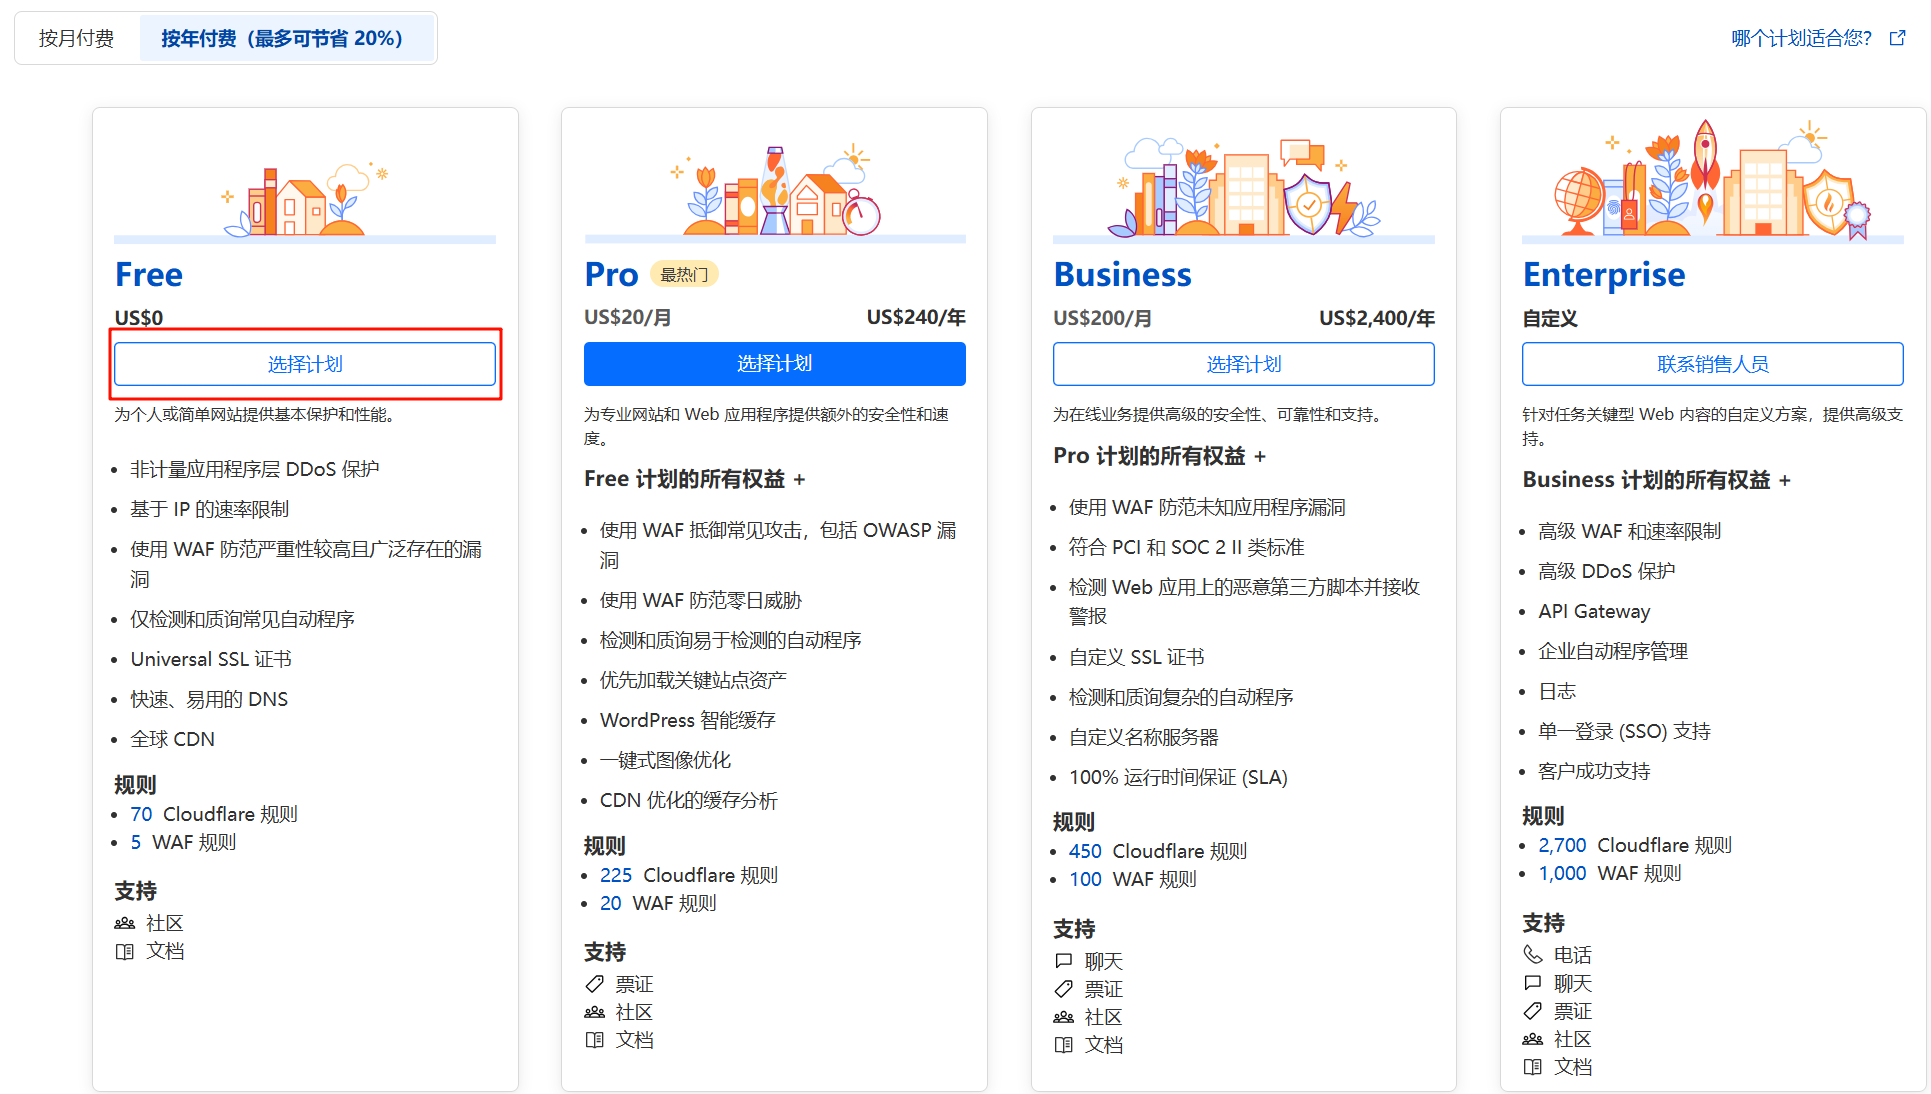 按月付费
按年付费（最多可节省 20%）
哪个计划适合您？
Free
US$0
选择计划
为个人或简单网站提供基本保护和性能。
非计量应用程序层 DDoS 保护
基于 IP 的速率限制
使用 WAF 防范严重性较高且广泛存在的漏
洞
仅检测和质询常见自动程序
Universal SSL 证书
快速、易用的 DNS
全球 CDN
规则
70 Cloudflare 规则
5 WAF 规则
支持
社区
文档
Pro 最热门
US$20/月 US$240/年
选择计划
为专业网站和 Web 应用程序提供额外的安全性和速
度。
Free 计划的所有权益 +
使用 WAF 抵御常见攻击，包括 OWASP 漏
洞
使用 WAF 防范零日威胁
检测和质询易于检测的自动程序
优先加载关键站点资产
WordPress 智能缓存
一键式图像优化
CDN 优化的缓存分析
规则
225 Cloudflare 规则
20 WAF 规则
支持
票证
社区
文档
Business
US$200/月 US$2,400/年
选择计划
为在线业务提供高级的安全性、可靠性和支持。
Pro 计划的所有权益 +
使用 WAF 防范未知应用程序漏洞
符合 PCI 和 SOC 2 II 类标准
检测 Web 应用上的恶意第三方脚本并接收
警报
自定义 SSL 证书
检测和质询复杂的自动程序
自定义名称服务器
100% 运行时间保证 (SLA)
规则
450 Cloudflare 规则
100 WAF 规则
支持
聊天
票证
社区
文档
Enterprise
自定义
联系销售人员
针对任务关键型 Web 内容的自定义方案，提供高级支
持。
Business 计划的所有权益 +
高级 WAF 和速率限制
高级 DDoS 保护
API Gateway
企业自动程序管理
日志
单一登录 (SSO) 支持
客户成功支持
规则
2,700 Cloudflare 规则
1,000 WAF 规则
支持
电话
聊天
票证
社区
文档